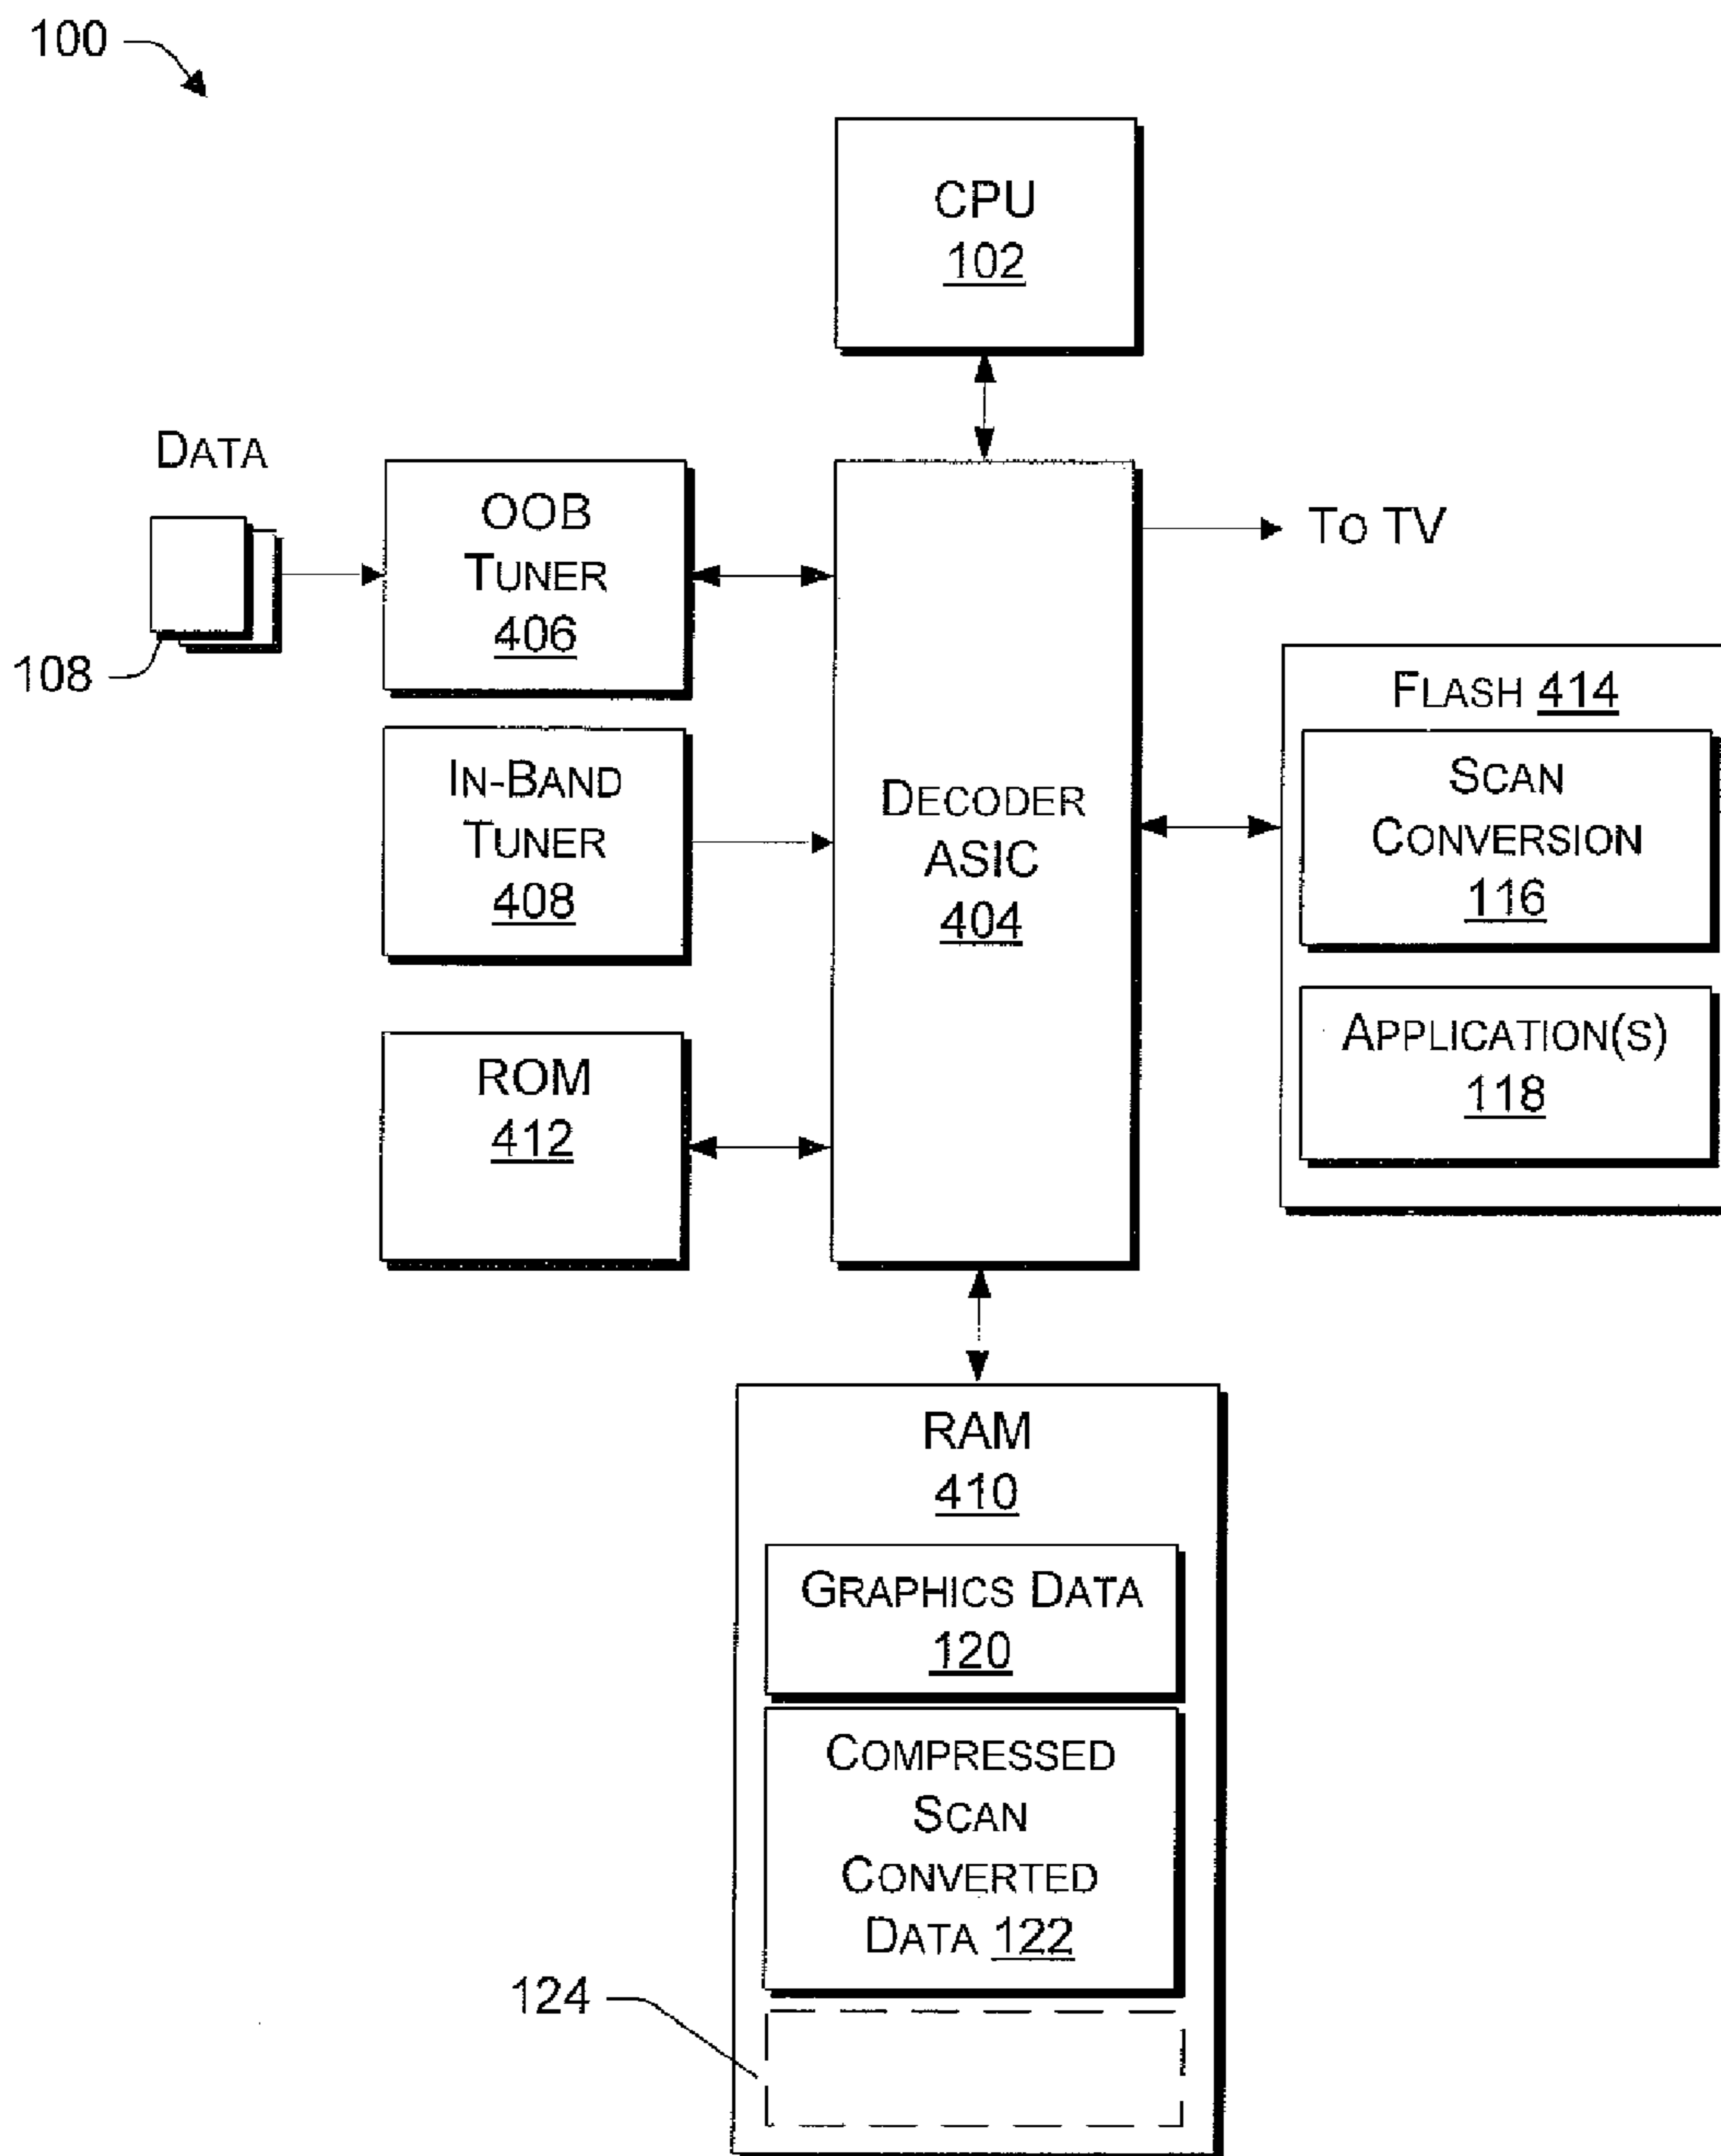 100
CPU
102
DATA
108
OOB
TUNER
406
IN-BAND
TUNER
408
ROM
412
DECODER
ASIC
404
TO TV
FLASH 414
SCAN
CONVERSION
116
APPLICATION(S)
118
RAM
410
GRAPHICS DATA
120
COMPRESSED
SCAN
CONVERTED
DATA 122
124